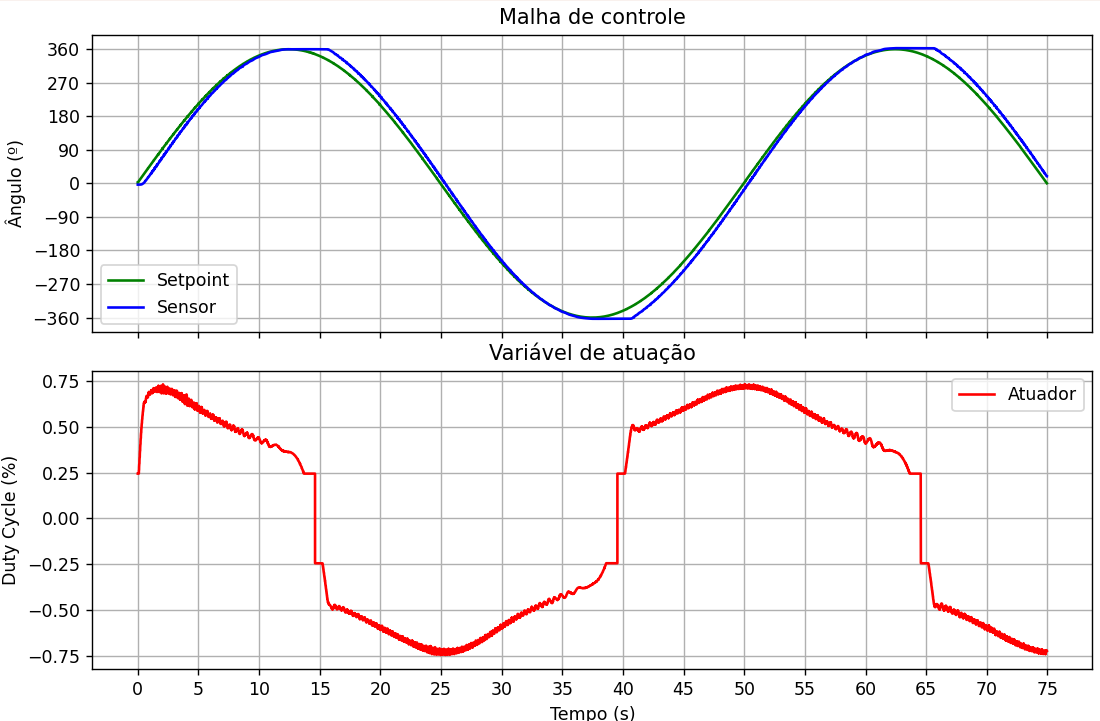 Malha de controle
360
270
180
90
0
−90
−180
−270
−360
Ângulo (º)
Setpoint
Sensor
Variável de atuação
0.75
0.50
0.25
0.00
−0.25
−0.50
−0.75
Duty Cycle (%)
Atuador
0 5 10 15 20 25 30 35 40 45 50 55 60 65 70 75
Tempo (s)